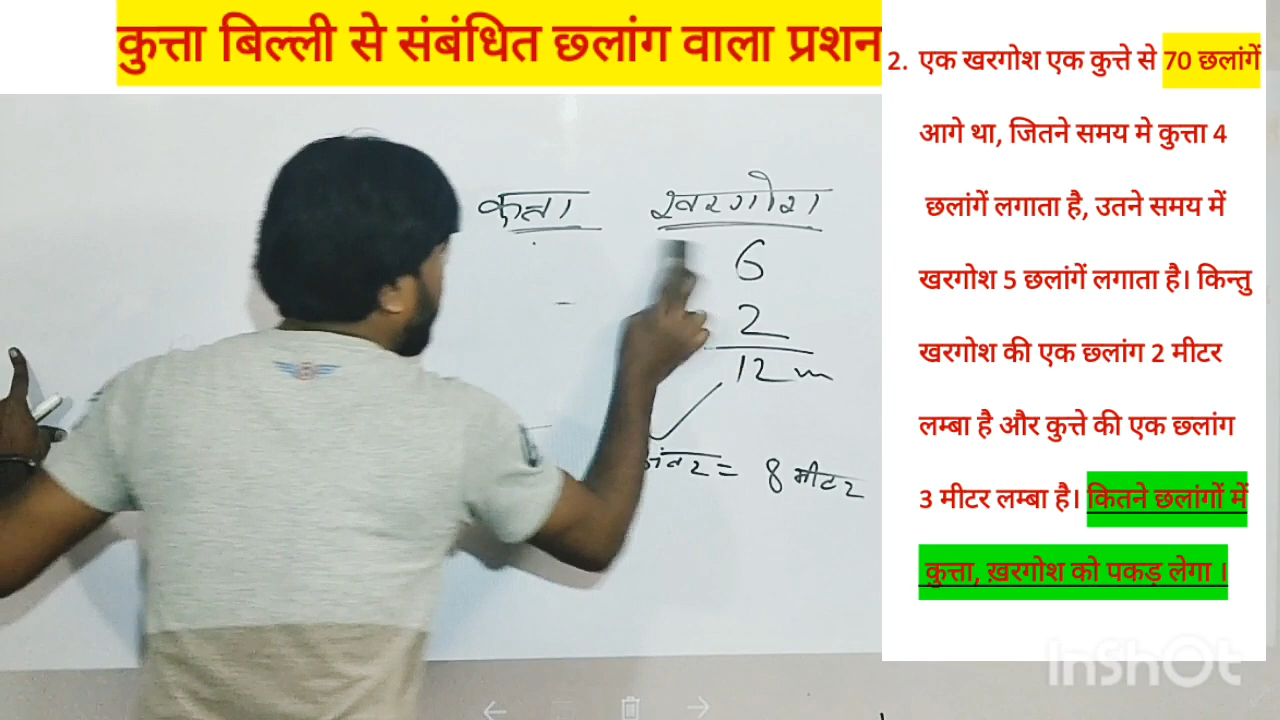 कुत्ता बिल्ली से संबंधित छलांग वाला प्रशन
2. एक खरगोश एक कुत्ते से 70 छलांगें
आगे था, जितने समय मे कुत्ता 4
छलांगें लगाता है, उतने समय में
खरगोश 5 छलांगें लगाता है। किन्तु
खरगोश की एक छलांग 2 मीटर
लम्बा है और कुत्ते की एक छलांग
3 मीटर लम्बा है। कितने छलांगों में
कुत्ता, ख़रगोश को पकड़ लेगा ।
कुत्ता खरगोश
6
2
12 m
= 8 मीटर
InShOt